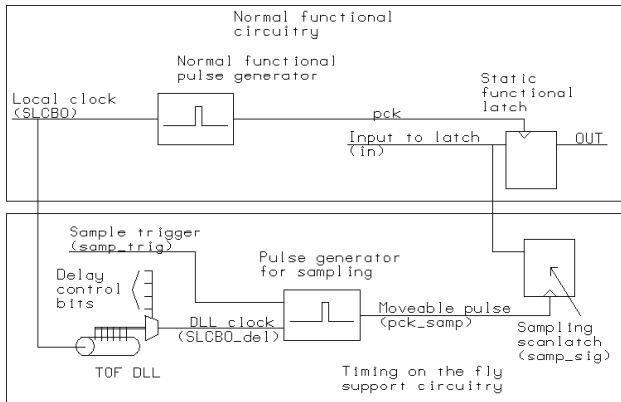 Normal functional
circuitry
Normal functional
pulse generator
Local clock
(SLCBO)
pck
Static
functional
latch
Input to latch
(in)
OUT
Sample trigger
(samp_trig)
Delay
control
bits
Pulse generator
for sampling
DLL clock
(SLCBO_del)
Moveable pulse
(pck_samp)
TOF DLL
Sampling
scanlatch
(samp_sig)
Timing on the fly
support circuitry